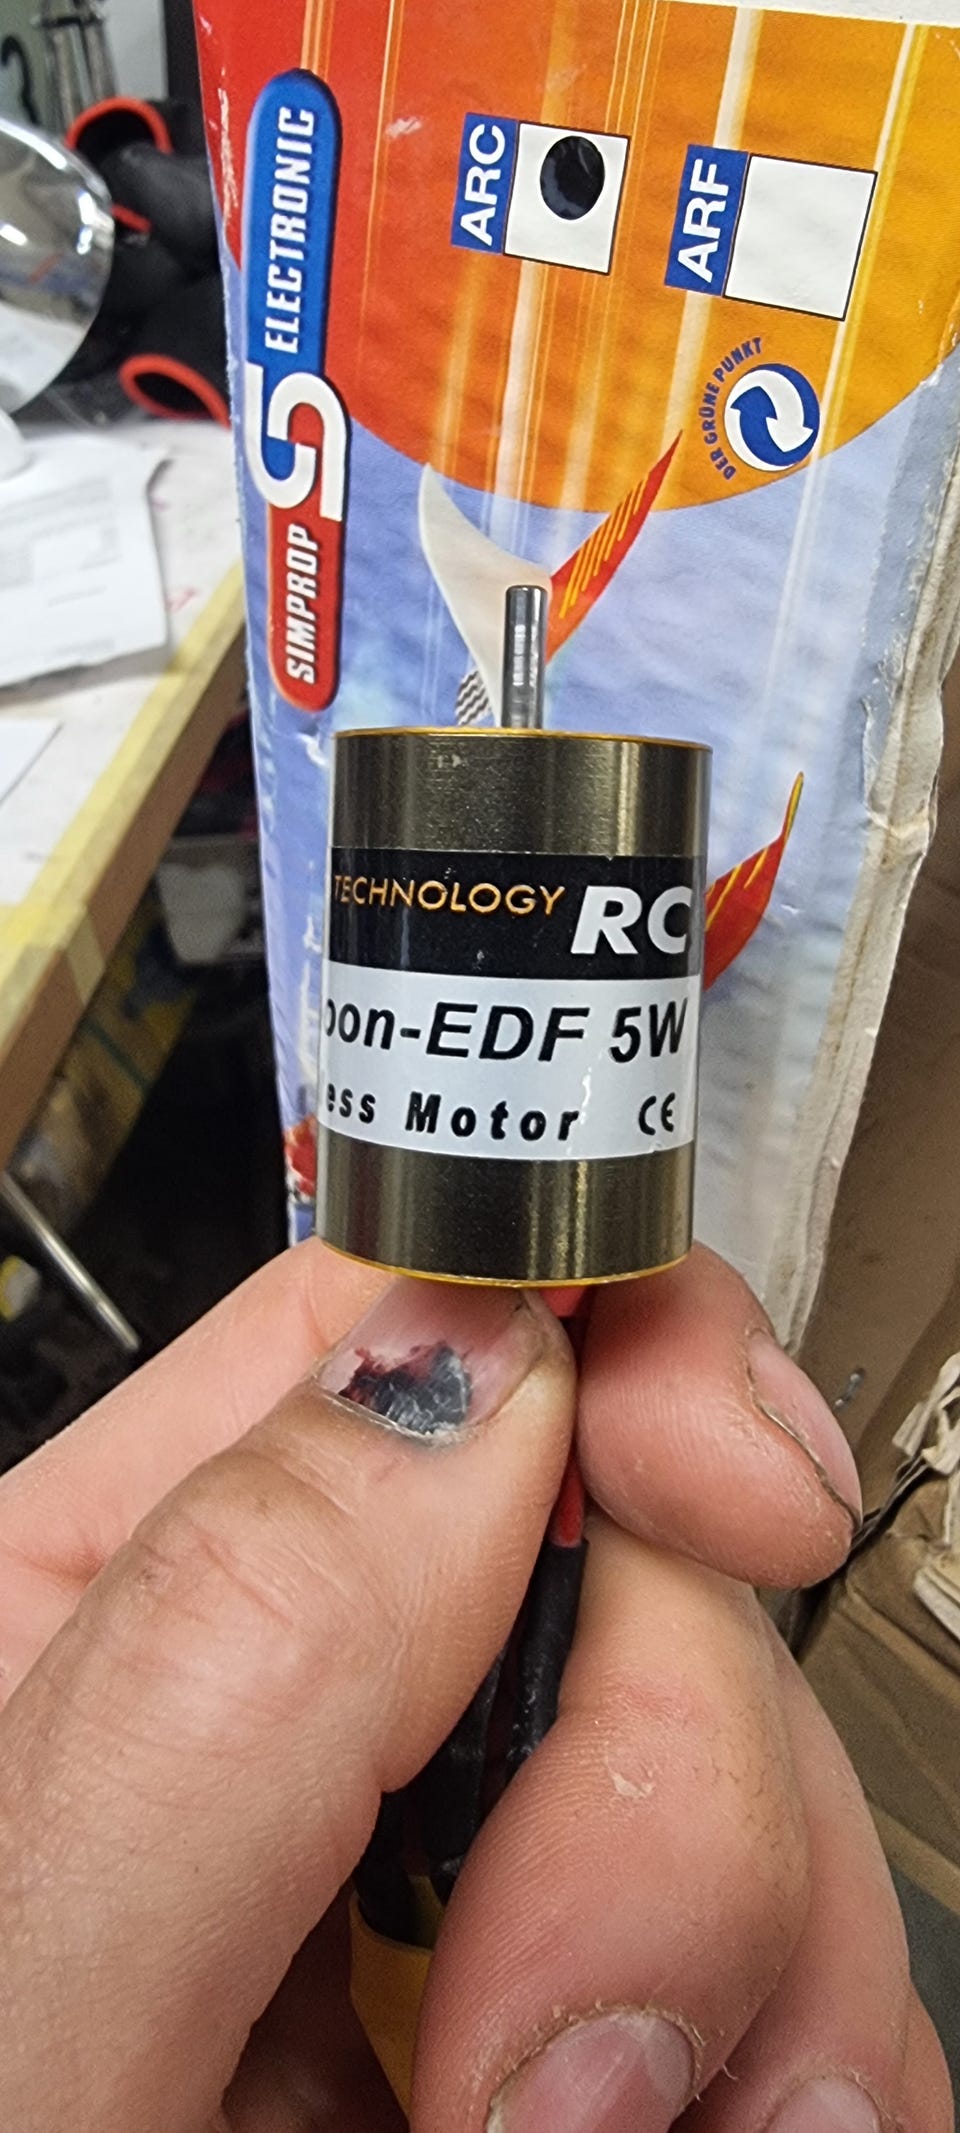 SIMPROP ELECTRONIC
ARC
ARF
DER GRÜNE PUNKT
TECHNOLOGY RC
oon-EDF 5W
ess Motor CE